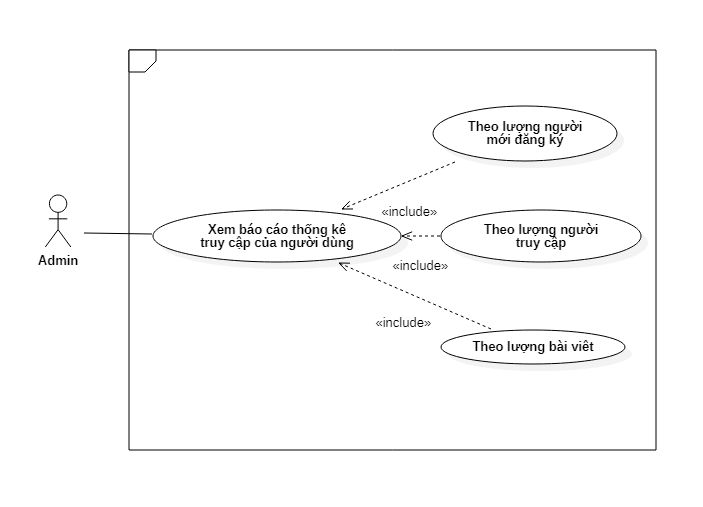 Theo lượng người
mới đăng ký
«include»
Admin
Xem báo cáo thống kê
truy cập của người dùng
Theo lượng người
truy cập
«include»
«include»
Theo lượng bài viêt